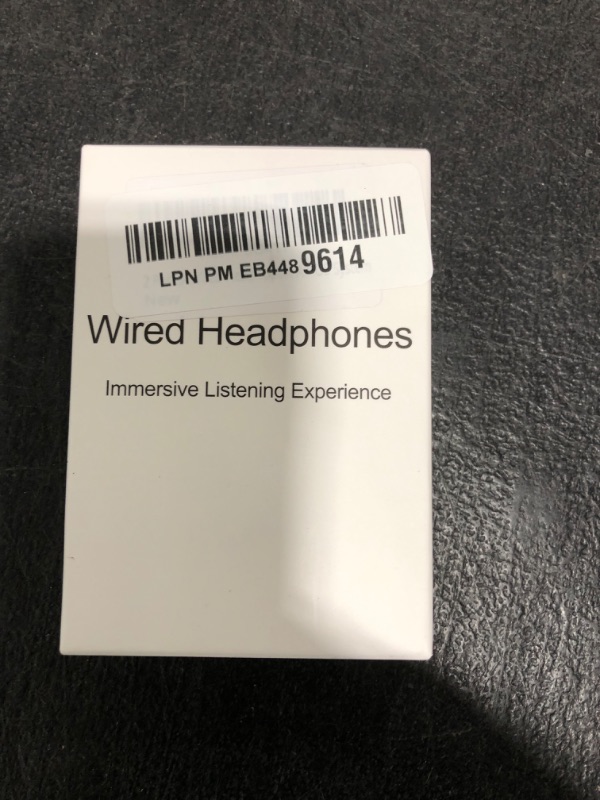 LPN PM EB4489614
Wired Headphones
Immersive Listening Experience